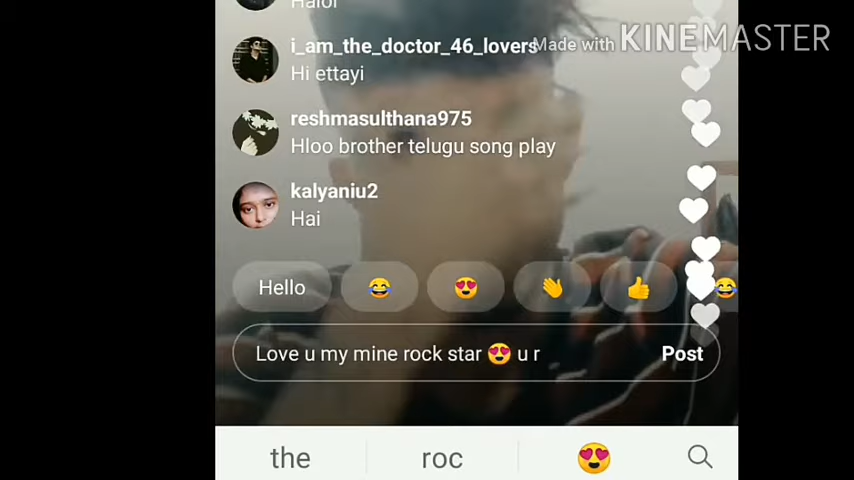 Haloi
i_am_the_doctor_46_lovers
Made with KINEMASTER
Hi ettayi
reshmasulthana975
Hloo brother telugu song play
kalyaniu2
Hai
Hello 😂 😍 👋 👍 😂
Love u my mine rock star 😍 u r Post
the roc 😍